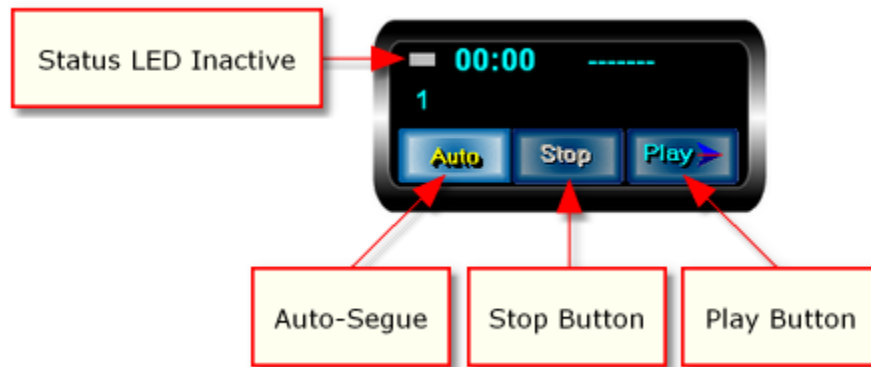 Status LED Inactive
00:00 -------
1
Auto Stop Play
Auto-Segue Stop Button Play Button